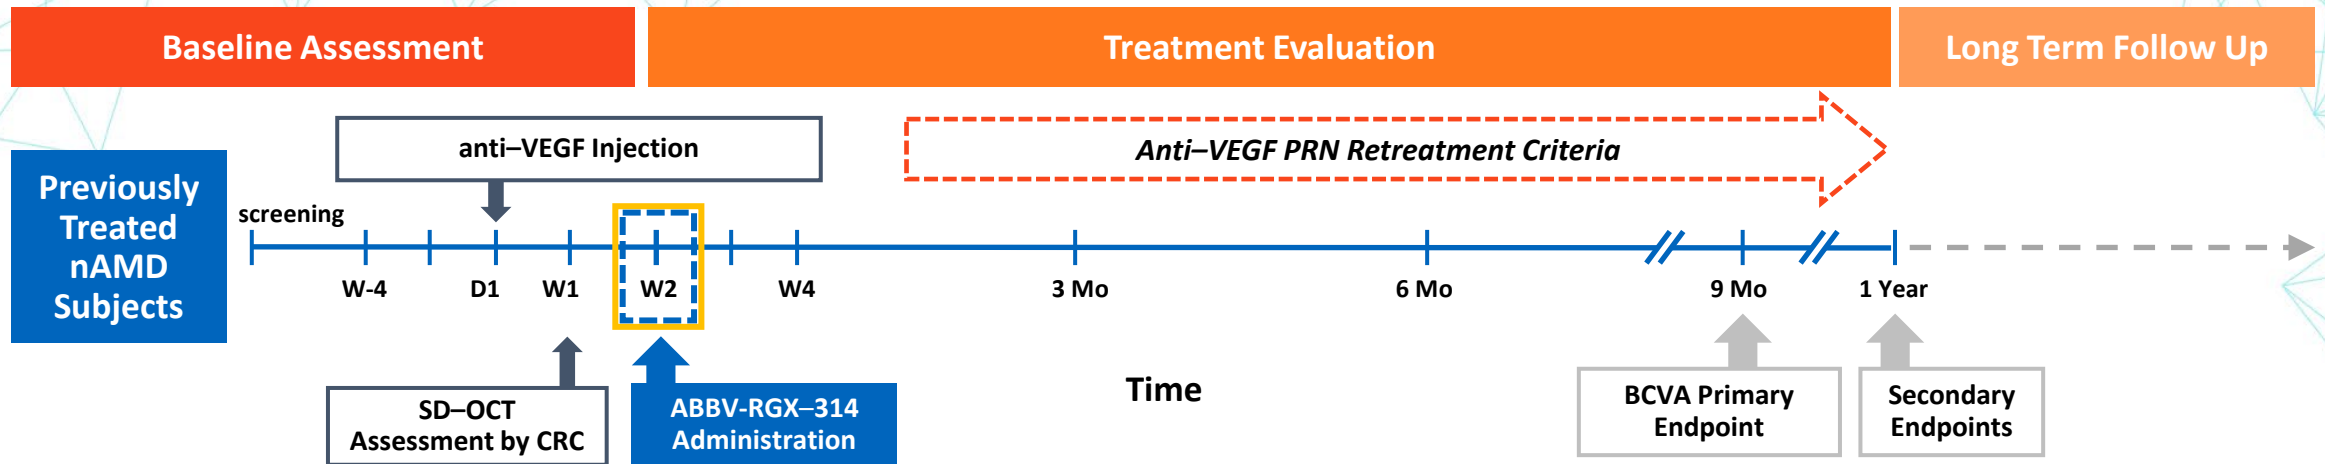 Baseline Assessment
Treatment Evaluation
Long Term Follow Up
anti–VEGF Injection
Anti–VEGF PRN Retreatment Criteria
Previously
Treated
nAMD
Subjects
screening
W-4
D1
W1
W2
W4
3 Mo
6 Mo
9 Mo
1 Year
SD–OCT
Assessment by CRC
ABBV-RGX–314
Administration
Time
BCVA Primary
Endpoint
Secondary
Endpoints